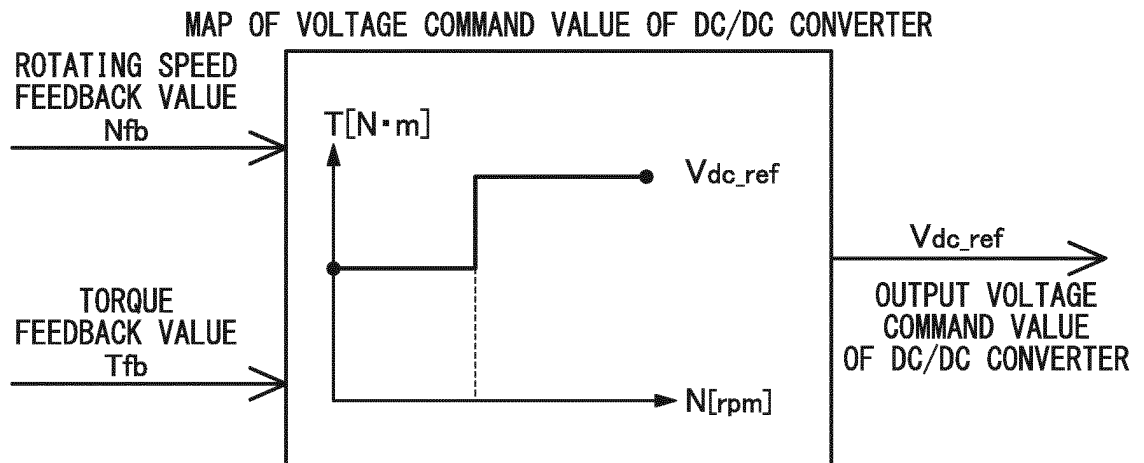 MAP OF VOLTAGE COMMAND VALUE OF DC/DC CONVERTER
ROTATING SPEED
FEEDBACK VALUE
Nfb
T[N・m]
Vdc_ref
Vdc_ref
TORQUE
FEEDBACK VALUE
Tfb
OUTPUT VOLTAGE
COMMAND VALUE
OF DC/DC CONVERTER
N[rpm]